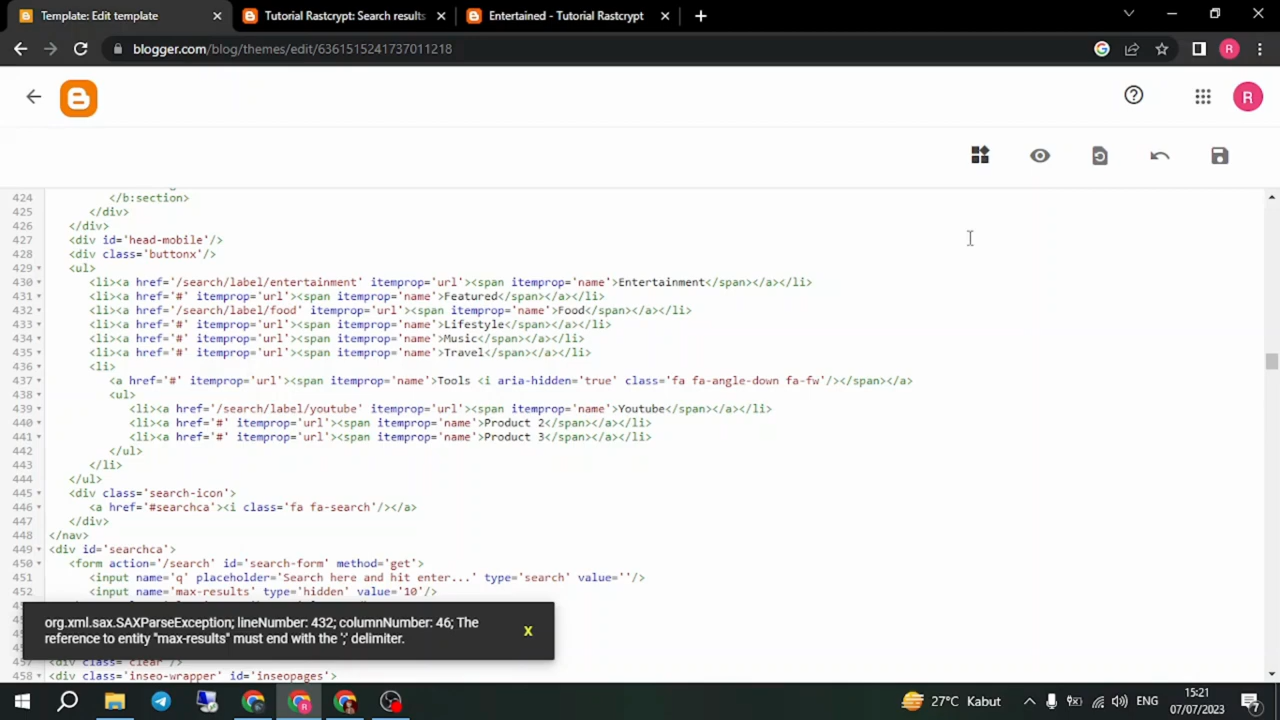 Template: Edit template
Tutorial Rastcrypt: Search results
Entertained - Tutorial Rastcrypt
blogger.com/blog/themes/edit/6361515241737011218
R
R
424 </b:section>
425 </div>
426 </div>
427 <div id='head-mobile'/>
428 <div class='buttonx'/>
429 <ul>
430 <li><a href='/search/label/entertainment' itemprop='url'><span itemprop='name'>Entertainment</span></a></li>
431 <li><a href='#' itemprop='url'><span itemprop='name'>Featured</span></a></li>
432 <li><a href='/search/label/food' itemprop='url'><span itemprop='name'>Food</span></a></li>
433 <li><a href='#' itemprop='url'><span itemprop='name'>Lifestyle</span></a></li>
434 <li><a href='#' itemprop='url'><span itemprop='name'>Music</span></a></li>
435 <li><a href='#' itemprop='url'><span itemprop='name'>Travel</span></a></li>
436 <li>
437 <a href='#' itemprop='url'><span itemprop='name'>Tools <i aria-hidden='true' class='fa fa-angle-down fa-fw'/></span></a>
438 <ul>
439 <li><a href='/search/label/youtube' itemprop='url'><span itemprop='name'>Youtube</span></a></li>
440 <li><a href='#' itemprop='url'><span itemprop='name'>Product 2</span></a></li>
441 <li><a href='#' itemprop='url'><span itemprop='name'>Product 3</span></a></li>
442 </ul>
443 </li>
444 </ul>
445 <div class='search-icon'>
446 <a href='#searchca'><i class='fa fa-search'/></a>
447 </div>
448 </nav>
449 <div id='searchca'>
450 <form action='/search' id='search-form' method='get'>
451 <input name='q' placeholder='Search here and hit enter...' type='search' value=''/>
452 <input name='max-results' type='hidden' value='10'/>
org.xml.sax.SAXParseException; lineNumber: 432; columnNumber: 46; The
reference to entity "max-results" must end with the ';' delimiter.
X
457 <div class='clear'/>
458 <div class='inseo-wrapper' id='inseopages'>
27°C Kabut
ENG
15:21
07/07/2023
7